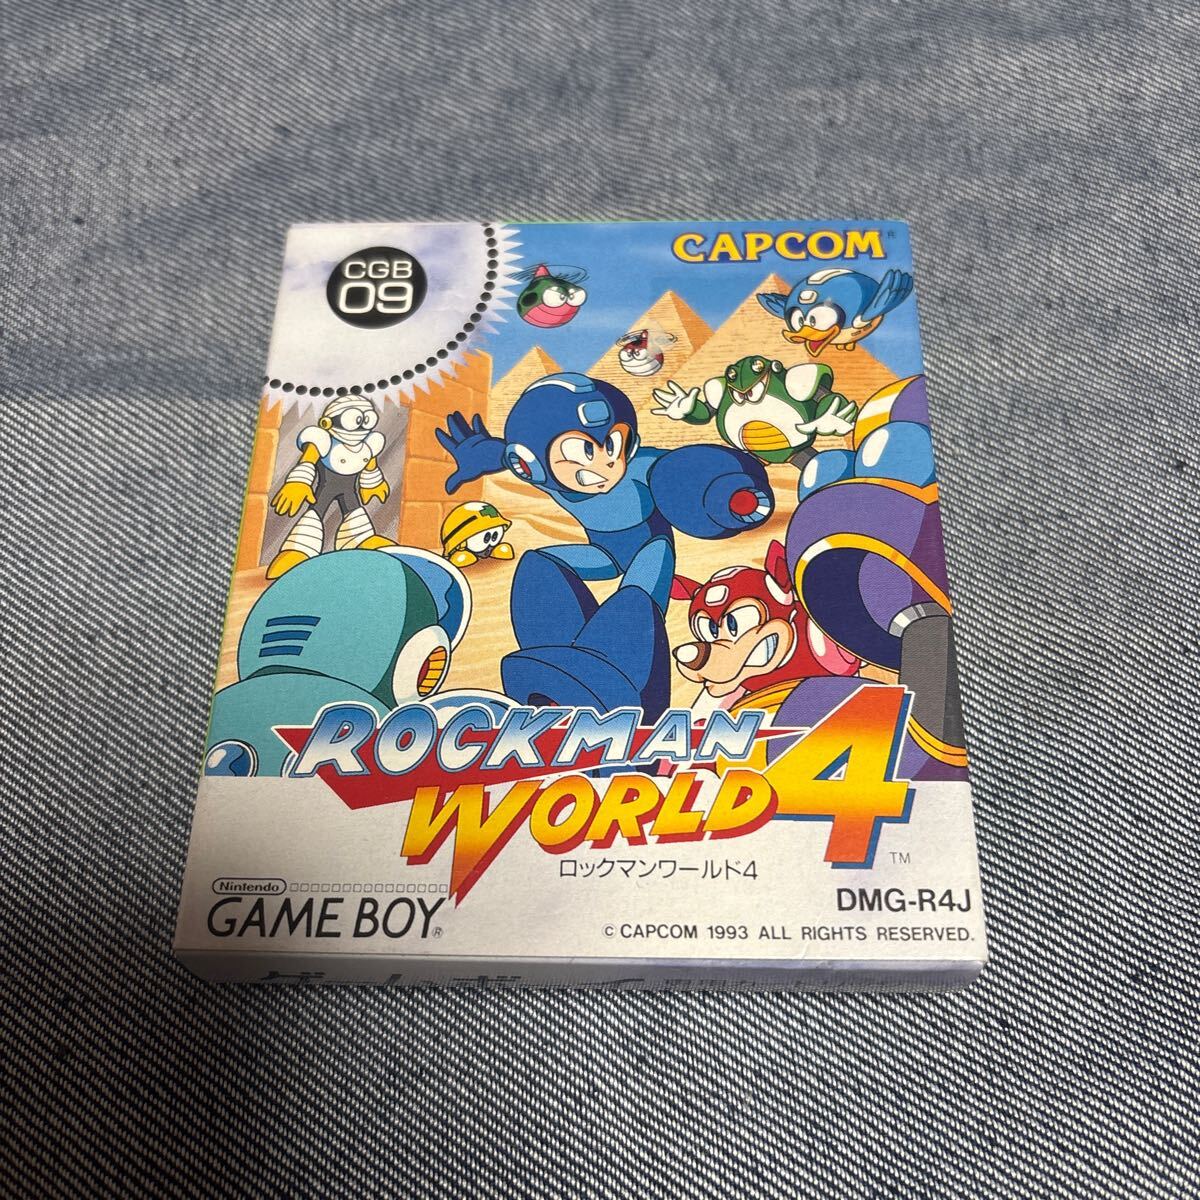 CGB
09
CAPCOM®
ROCKMAN
WORLD4
TM
ロックマンワールド4
Nintendo
GAME BOY®
DMG-R4J
© CAPCOM 1993 ALL RIGHTS RESERVED.